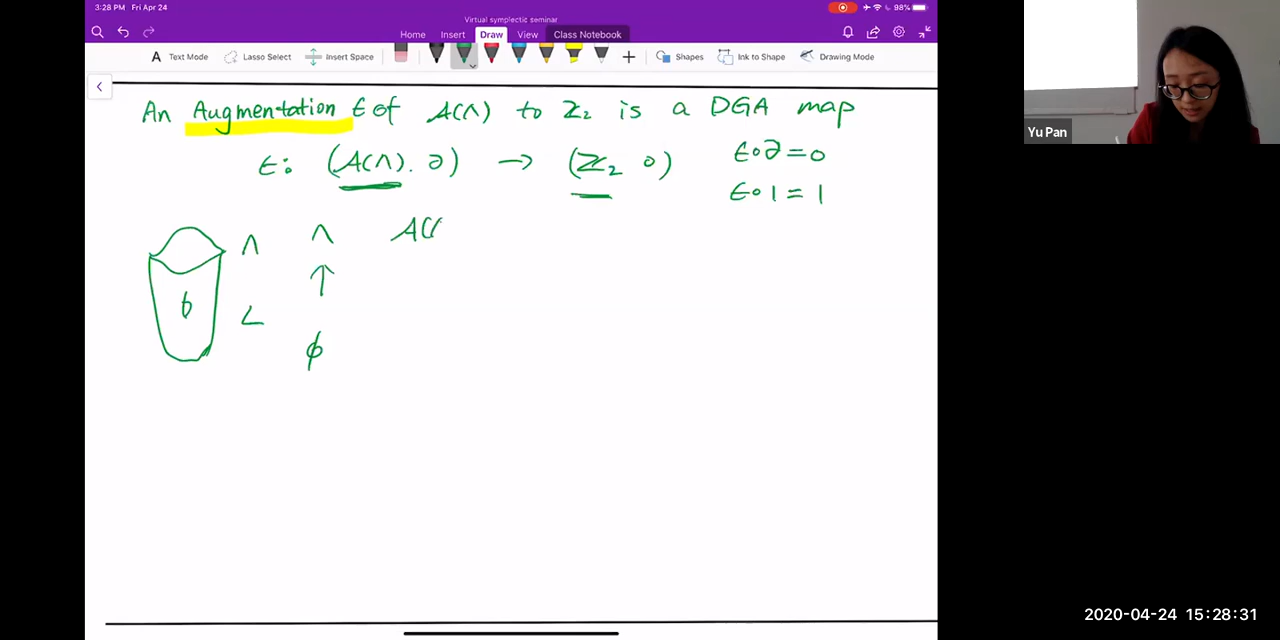 3:28 PM Fri Apr 24
98%
Virtual symplectic seminar
Home Insert Draw View Class Notebook
Text Mode Lasso Select Insert Space Shapes Ink to Shape Drawing Mode
An Augmentation ε of A(Λ) to ℤ₂ is a DGA map
ε: (A(Λ). ∂) → (ℤ₂ 0) ε∘∂=0
ε∘1=1
Λ Λ A(
↑
L
φ
Yu Pan
2020-04-24 15:28:31